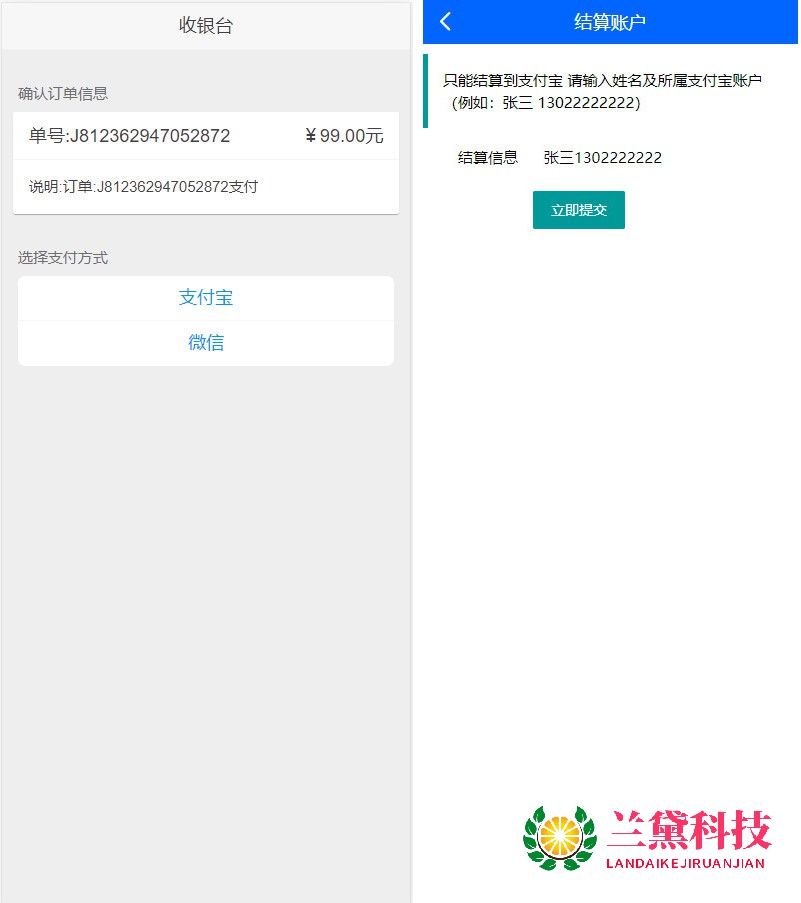 收银台
确认订单信息
单号:J812362947052872 ¥99.00元
说明:订单:J812362947052872支付
选择支付方式
支付宝
微信
结算账户
只能结算到支付宝 请输入姓名及所属支付宝账户
（例如：张三 13022222222）
结算信息 张三1302222222
立即提交
兰黛科技
LANDAIKEJIRUANJIAN